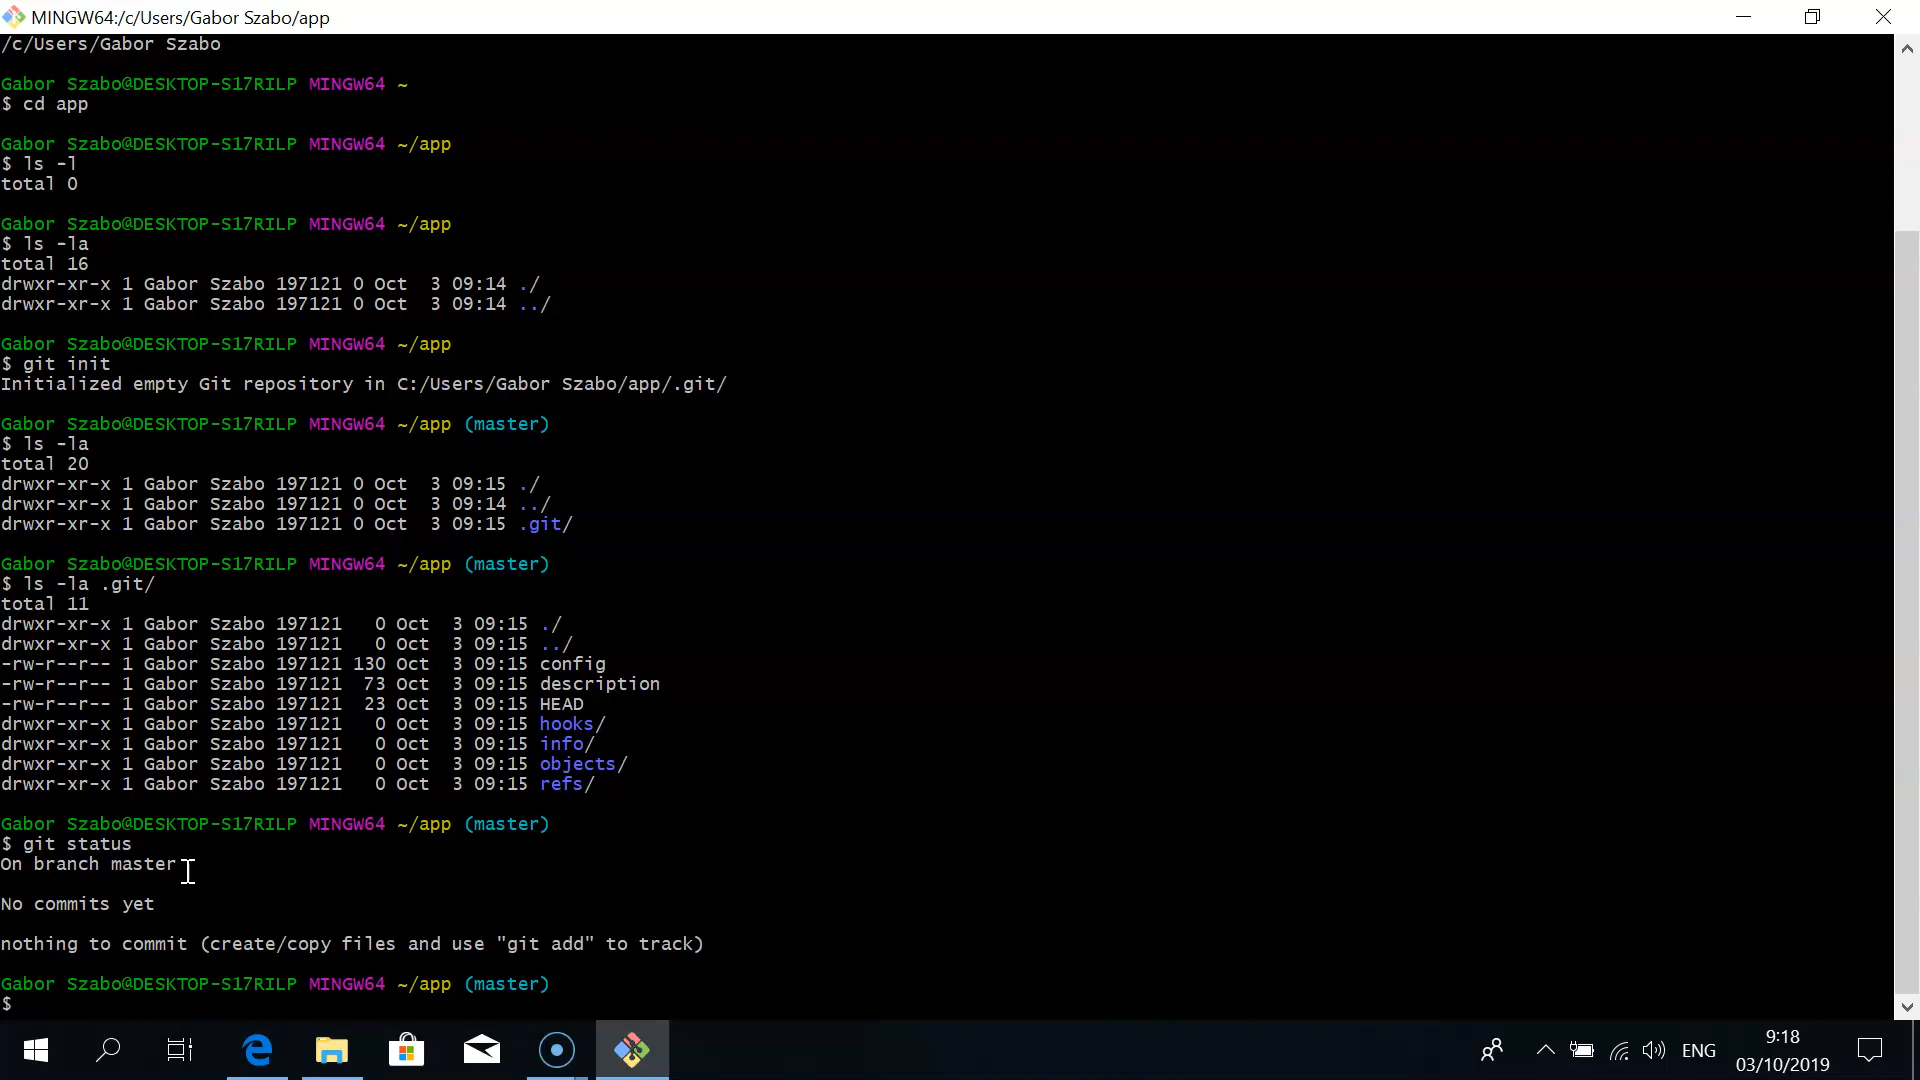 MINGW64:/c/Users/Gabor Szabo/app
/c/Users/Gabor Szabo
Gabor Szabo@DESKTOP-S17RILP MINGW64 ~
$ cd app
Gabor Szabo@DESKTOP-S17RILP MINGW64 ~/app
$ ls -l
total 0
Gabor Szabo@DESKTOP-S17RILP MINGW64 ~/app
$ ls -la
total 16
drwxr-xr-x 1 Gabor Szabo 197121 0 Oct  3 09:14 ./
drwxr-xr-x 1 Gabor Szabo 197121 0 Oct  3 09:14 ../
Gabor Szabo@DESKTOP-S17RILP MINGW64 ~/app
$ git init
Initialized empty Git repository in C:/Users/Gabor Szabo/app/.git/
Gabor Szabo@DESKTOP-S17RILP MINGW64 ~/app (master)
$ ls -la
total 20
drwxr-xr-x 1 Gabor Szabo 197121 0 Oct  3 09:15 ./
drwxr-xr-x 1 Gabor Szabo 197121 0 Oct  3 09:14 ../
drwxr-xr-x 1 Gabor Szabo 197121 0 Oct  3 09:15 .git/
Gabor Szabo@DESKTOP-S17RILP MINGW64 ~/app (master)
$ ls -la .git/
total 11
drwxr-xr-x 1 Gabor Szabo 197121   0 Oct  3 09:15 ./
drwxr-xr-x 1 Gabor Szabo 197121   0 Oct  3 09:15 ../
-rw-r--r-- 1 Gabor Szabo 197121 130 Oct  3 09:15 config
-rw-r--r-- 1 Gabor Szabo 197121  73 Oct  3 09:15 description
-rw-r--r-- 1 Gabor Szabo 197121  23 Oct  3 09:15 HEAD
drwxr-xr-x 1 Gabor Szabo 197121   0 Oct  3 09:15 hooks/
drwxr-xr-x 1 Gabor Szabo 197121   0 Oct  3 09:15 info/
drwxr-xr-x 1 Gabor Szabo 197121   0 Oct  3 09:15 objects/
drwxr-xr-x 1 Gabor Szabo 197121   0 Oct  3 09:15 refs/
Gabor Szabo@DESKTOP-S17RILP MINGW64 ~/app (master)
$ git status
On branch master
No commits yet
nothing to commit (create/copy files and use "git add" to track)
Gabor Szabo@DESKTOP-S17RILP MINGW64 ~/app (master)
$
ENG
9:18
03/10/2019